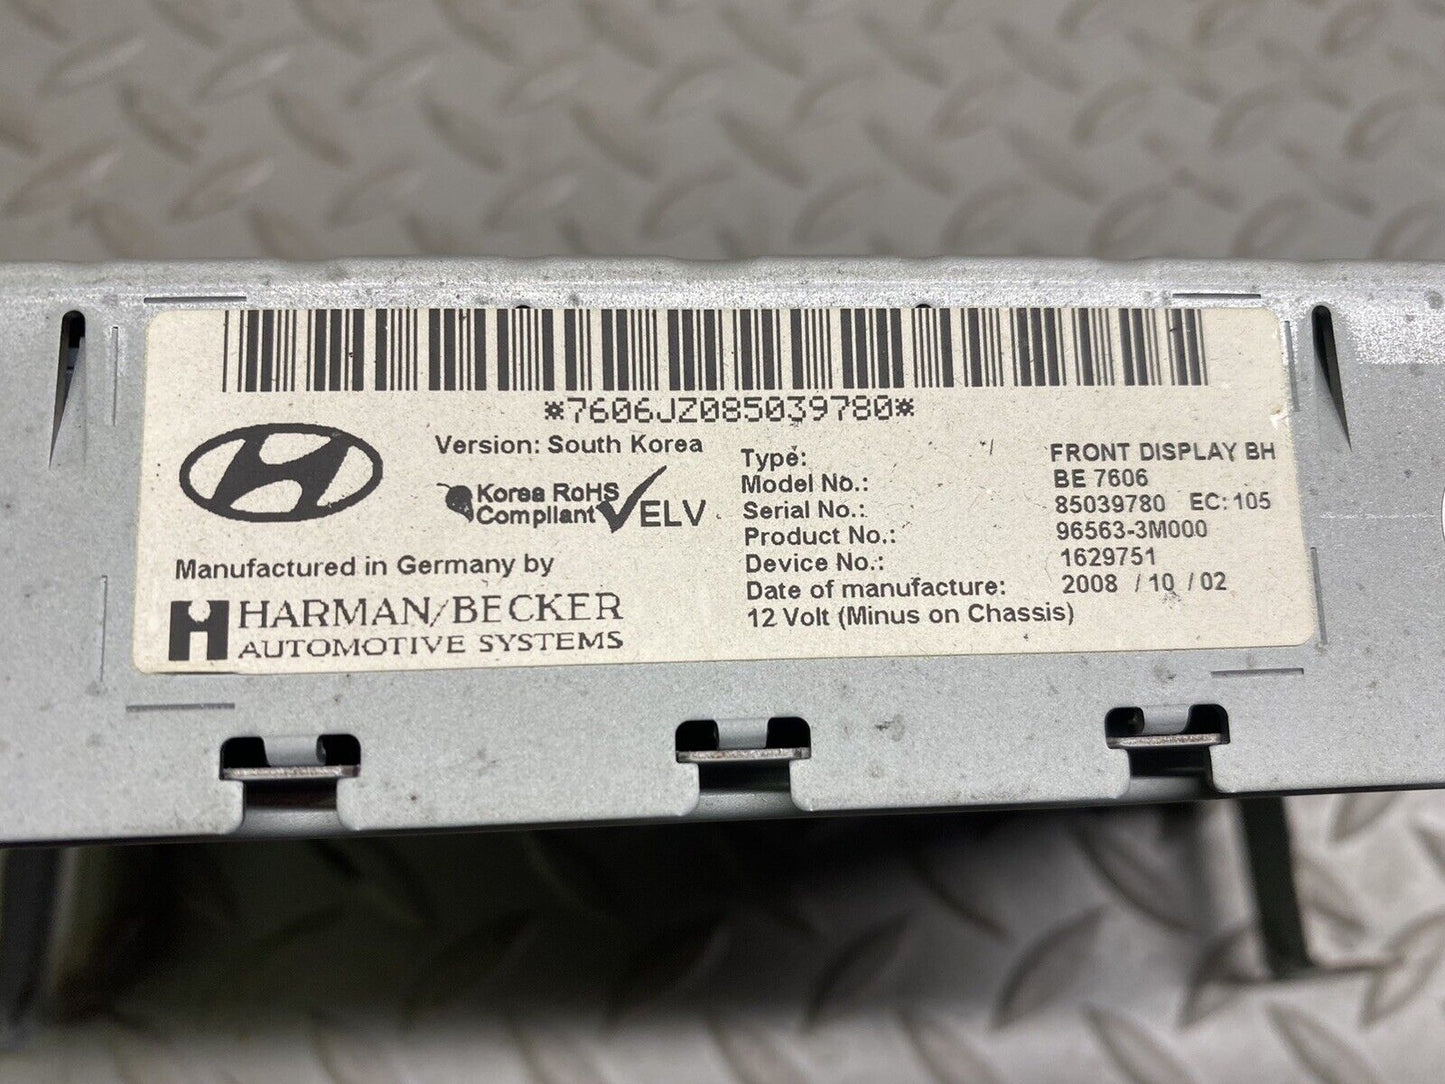 *7606JZ085039780*
Version: South Korea
Korea RoHS
Compliant
ELV
Manufactured in Germany by
HARMAN/BECKER
AUTOMOTIVE SYSTEMS
Type: FRONT DISPLAY BH
Model No.: BE 7606
Serial No.: 85039780 EC: 105
Product No.: 96563-3M000
Device No.: 1629751
Date of manufacture: 2008 / 10 / 02
12 Volt (Minus on Chassis)